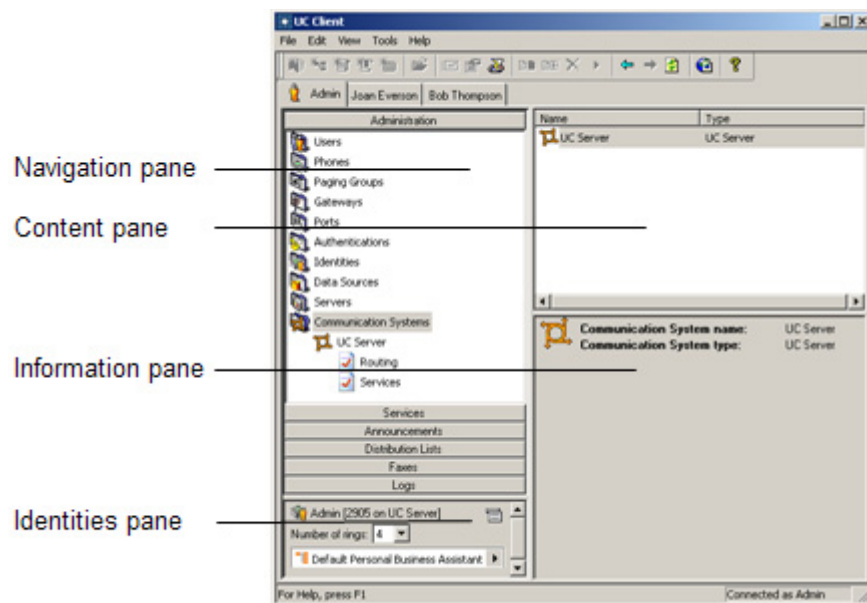 UC Client
File Edit View Tools Help
Admin Joan Everson Bob Thompson
Administration
Name Type
Users
UC Server UC Server
Phones
Navigation pane
Paging Groups
Gateways
Content pane
Ports
Authentications
Identities
Data Sources
Servers
Communication Systems
Communication System name: UC Server
UC Server
Communication System type: UC Server
Information pane
Routing
Services
Services
Announcements
Distribution Lists
Faxes
Logs
Identities pane
Admin [2905 on UC Server]
Number of rings: 4
Default Personal Business Assistant
For Help, press F1
Connected as Admin